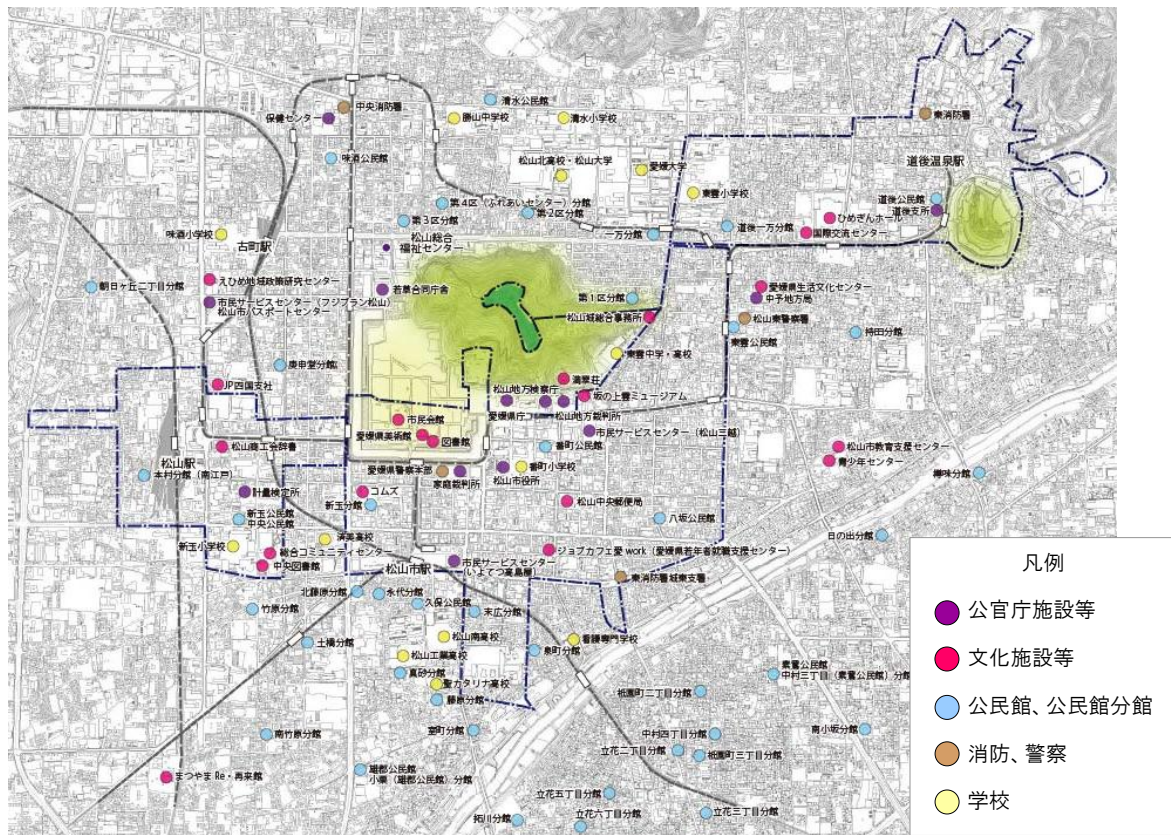 清水公民館
中央消防署
保健センター
勝山中学校
清水小学校
東消防署
味酒公民館
松山北高校・松山大学
愛媛大学
道後温泉駅
東雲小学校
道後公民館
道後支所
第4区（ふれあいセンター）分館
第2区分館
第3区分館
ひめぎんホール
国際交流センター
道後一万分館
一万分館
味酒小学校
古町駅
松山総合
福祉センター
えひめ地域政策研究センター
朝日ヶ丘二丁目分館
市民サービスセンター（フジグラン松山）
松山市パスポートセンター
若草合同庁舎
第1区分館
松山城総合事務所
愛媛県生活文化センター
中予地方局
松山東警察署
東雲公民館
持田分館
東雲中学・高校
庚申堂分館
JP四国支社
萬翠荘
松山地方検察庁
坂の上雲ミュージアム
愛媛県庁
松山地方裁判所
市民会館
愛媛県美術館
図書館
市民サービスセンター（松山三越）
番町公民館
松山商工会辞書
松山駅
本村分館（南江戸）
愛媛県警察本部
家庭裁判所
松山市役所
番町小学校
松山市教育支援センター
青少年センター
樽味分館
計量検定所
コムズ
新玉分館
松山中央郵便局
八坂公民館
新玉公民館
中央公民館
済美高校
日の出分館
新玉小学校
総合コミュニティセンター
中央図書館
松山市駅
市民サービスセンター
（いよてつ高島屋）
ジョブカフェ愛work（愛媛県若年者就職支援センター）
東消防署城東支署
北藤原分館
永代分館
久保公民館
末広分館
竹原分館
土橋分館
松山南高校
松山工業高校
看護専門学校
泉町分館
真砂分館
聖カタリナ高校
藤原分館
素鵞公民館
中村三丁目（素鵞公民館）分館
祇園町二丁目分館
南竹原分館
室町分館
中村四丁目分館
南小坂分館
立花二丁目分館
祇園町三丁目分館
まつやまRe・再来館
雄郡公民館
小栗（雄郡公民館）分館
立花五丁目分館
拓川分館
立花六丁目分館
立花三丁目分館
凡例
公官庁施設等
文化施設等
公民館、公民館分館
消防、警察
学校